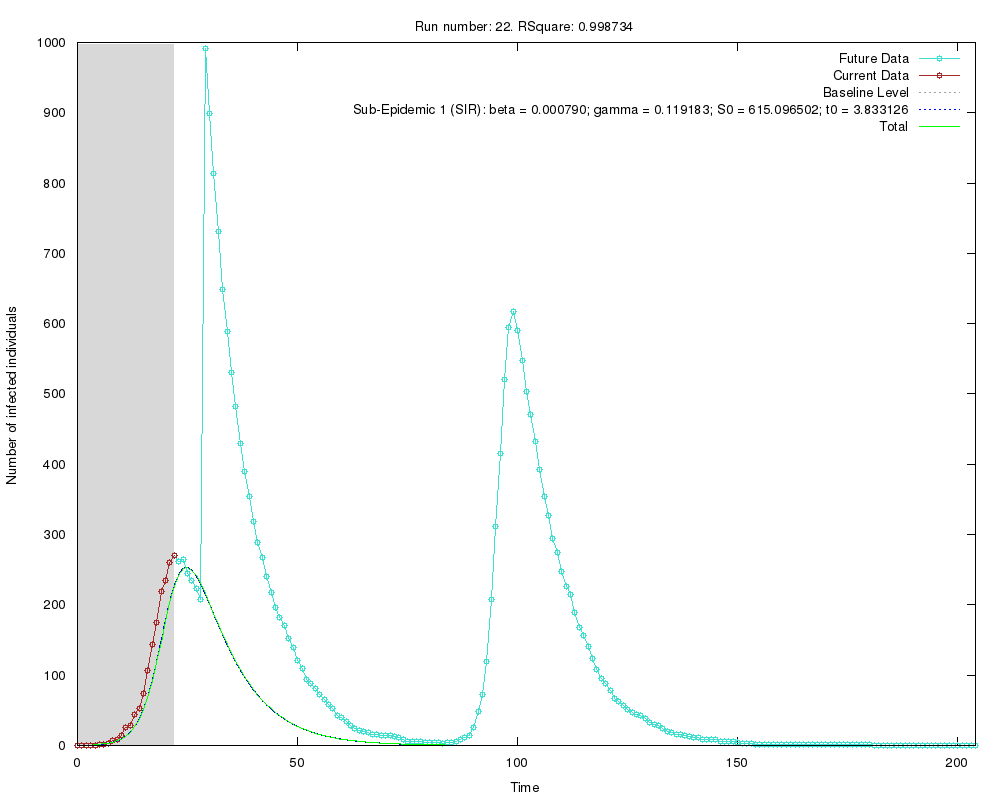 Run number: 22. RSquare: 0.998734
Future Data
Current Data
Baseline Level
Sub-Epidemic 1 (SIR): beta = 0.000790; gamma = 0.119183; S0 = 615.096502; t0 = 3.833126
Total
Number of infected individuals
1000
900
800
700
600
500
400
300
200
100
0
0 50 100 150 200
Time